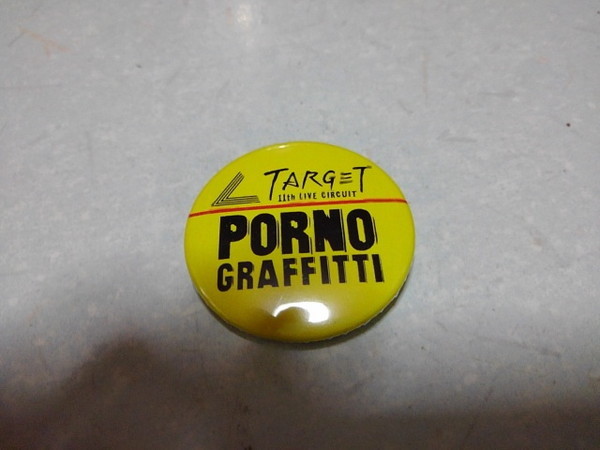 TARGET
11th LIVE CIRCUIT
PORNO
GRAFFITTI